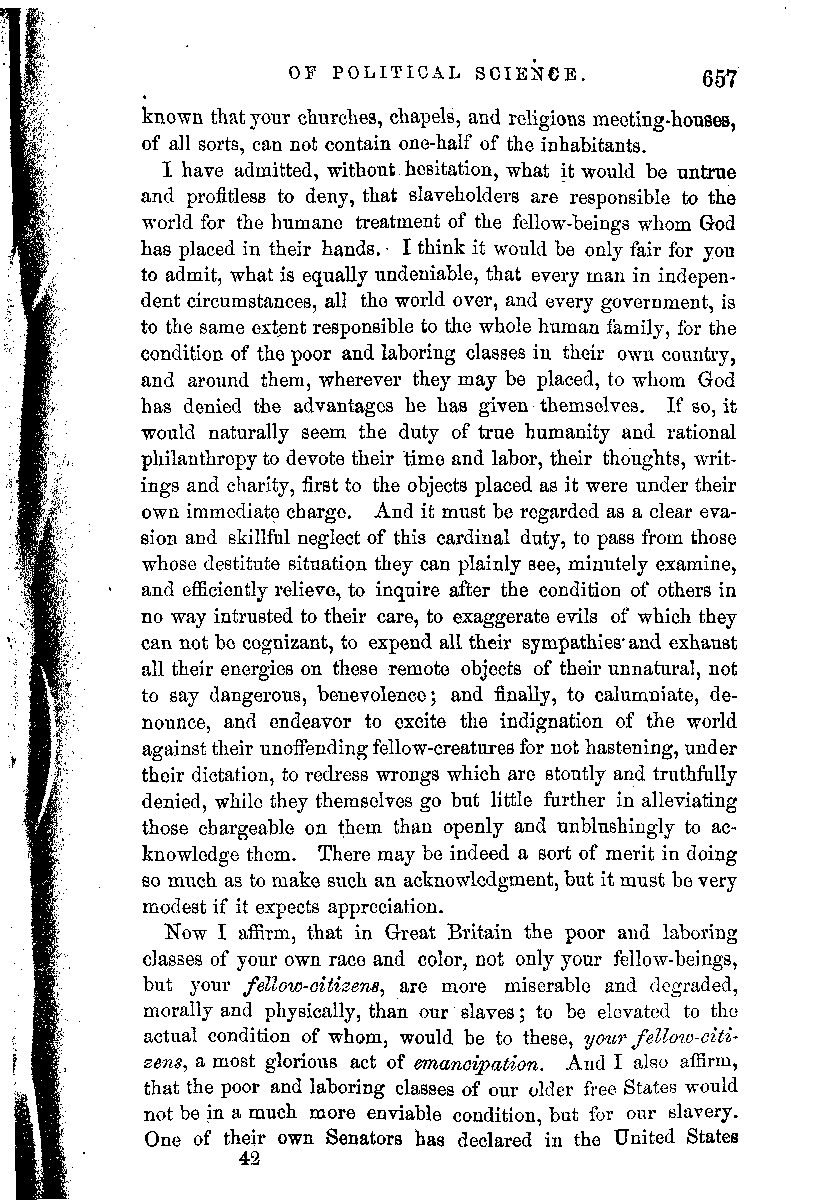 OF POLITICAL SCIENCE. 657
known that your churches, chapels, and religious meeting-houses,
of all sorts, can not contain one-half of the inhabitants.
I have admitted, without hesitation, what it would be untrue
and profitless to deny, that slaveholders are responsible to the
world for the humane treatment of the fellow-beings whom God
has placed in their hands. I think it would be only fair for you
to admit, what is equally undeniable, that every man in indepen-
dent circumstances, all the world over, and every government, is
to the same extent responsible to the whole human family, for the
condition of the poor and laboring classes in their own country,
and around them, wherever they may be placed, to whom God
has denied the advantages he has given themselves. If so, it
would naturally seem the duty of true humanity and rational
philanthropy to devote their time and labor, their thoughts, writ-
ings and charity, first to the objects placed as it were under their
own immediate charge. And it must be regarded as a clear eva-
sion and skillful neglect of this cardinal duty, to pass from those
whose destitute situation they can plainly see, minutely examine,
and efficiently relieve, to inquire after the condition of others in
no way intrusted to their care, to exaggerate evils of which they
can not be cognizant, to expend all their sympathies and exhaust
all their energies on these remote objects of their unnatural, not
to say dangerous, benevolence; and finally, to calumniate, de-
nounce, and endeavor to excite the indignation of the world
against their unoffending fellow-creatures for not hastening, under
their dictation, to redress wrongs which are stoutly and truthfully
denied, while they themselves go but little further in alleviating
those chargeable on them than openly and unblushingly to ac-
knowledge them. There may be indeed a sort of merit in doing
so much as to make such an acknowledgment, but it must be very
modest if it expects appreciation.
Now I affirm, that in Great Britain the poor and laboring
classes of your own race and color, not only your fellow-beings,
but your fellow-citizens, are more miserable and degraded,
morally and physically, than our slaves; to be elevated to the
actual condition of whom, would be to these, your fellow-citi-
zens, a most glorious act of emancipation. And I also affirm,
that the poor and laboring classes of our older free States would
not be in a much more enviable condition, but for our slavery.
One of their own Senators has declared in the United States
42